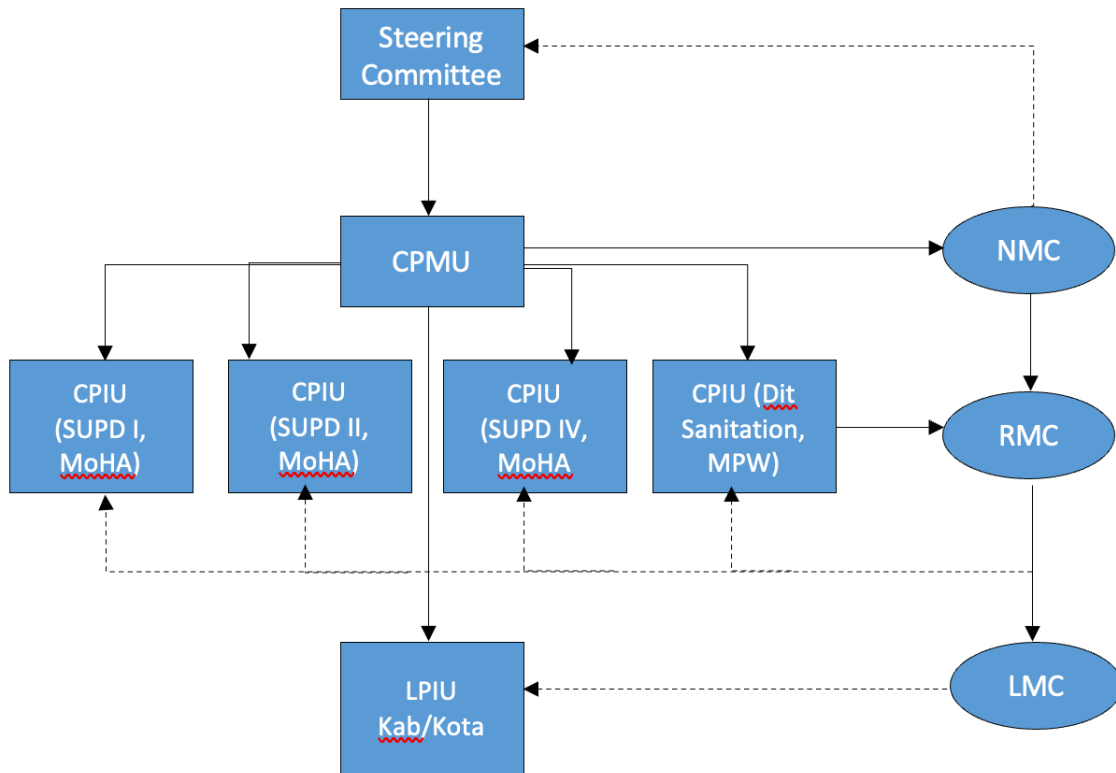 Steering
Committee
CPMU
NMC
CPIU
(SUPD I,
MoHA)
CPIU
(SUPD II,
MoHA)
CPIU
(SUPD IV,
MoHA
CPIU (Dit
Sanitation,
MPW)
RMC
LPIU
Kab/Kota
LMC